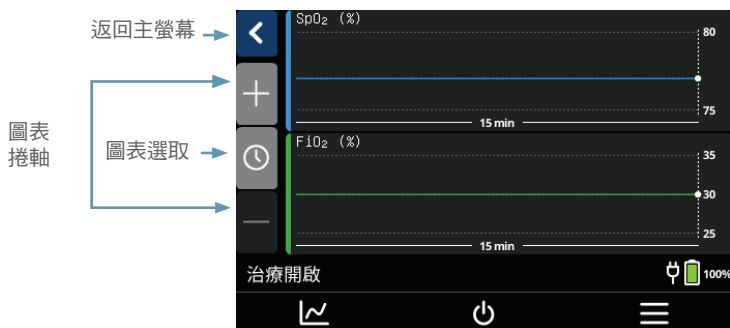 返回主螢幕
圖表
捲軸
圖表選取
SpO₂ (%)
80
75
15 min
FiO₂ (%)
35
30
25
15 min
治療開啟
100%